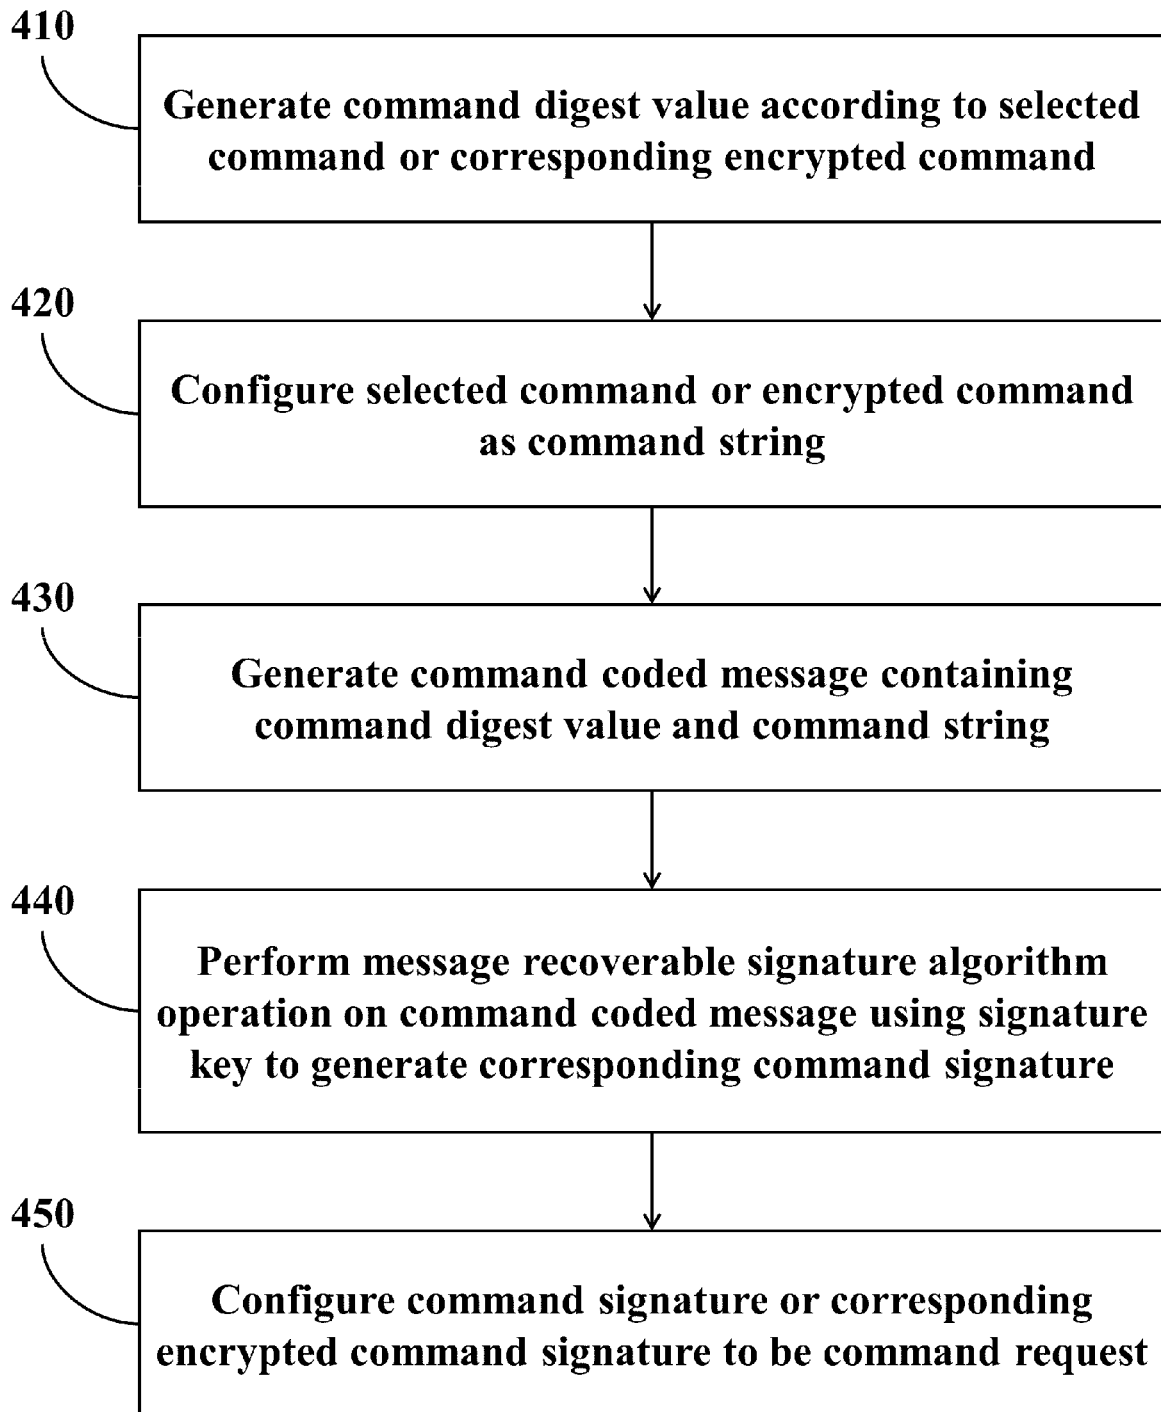 410
Generate command digest value according to selected
command or corresponding encrypted command
420
Configure selected command or encrypted command
as command string
430
Generate command coded message containing
command digest value and command string
440
Perform message recoverable signature algorithm
operation on command coded message using signature
key to generate corresponding command signature
450
Configure command signature or corresponding
encrypted command signature to be command request